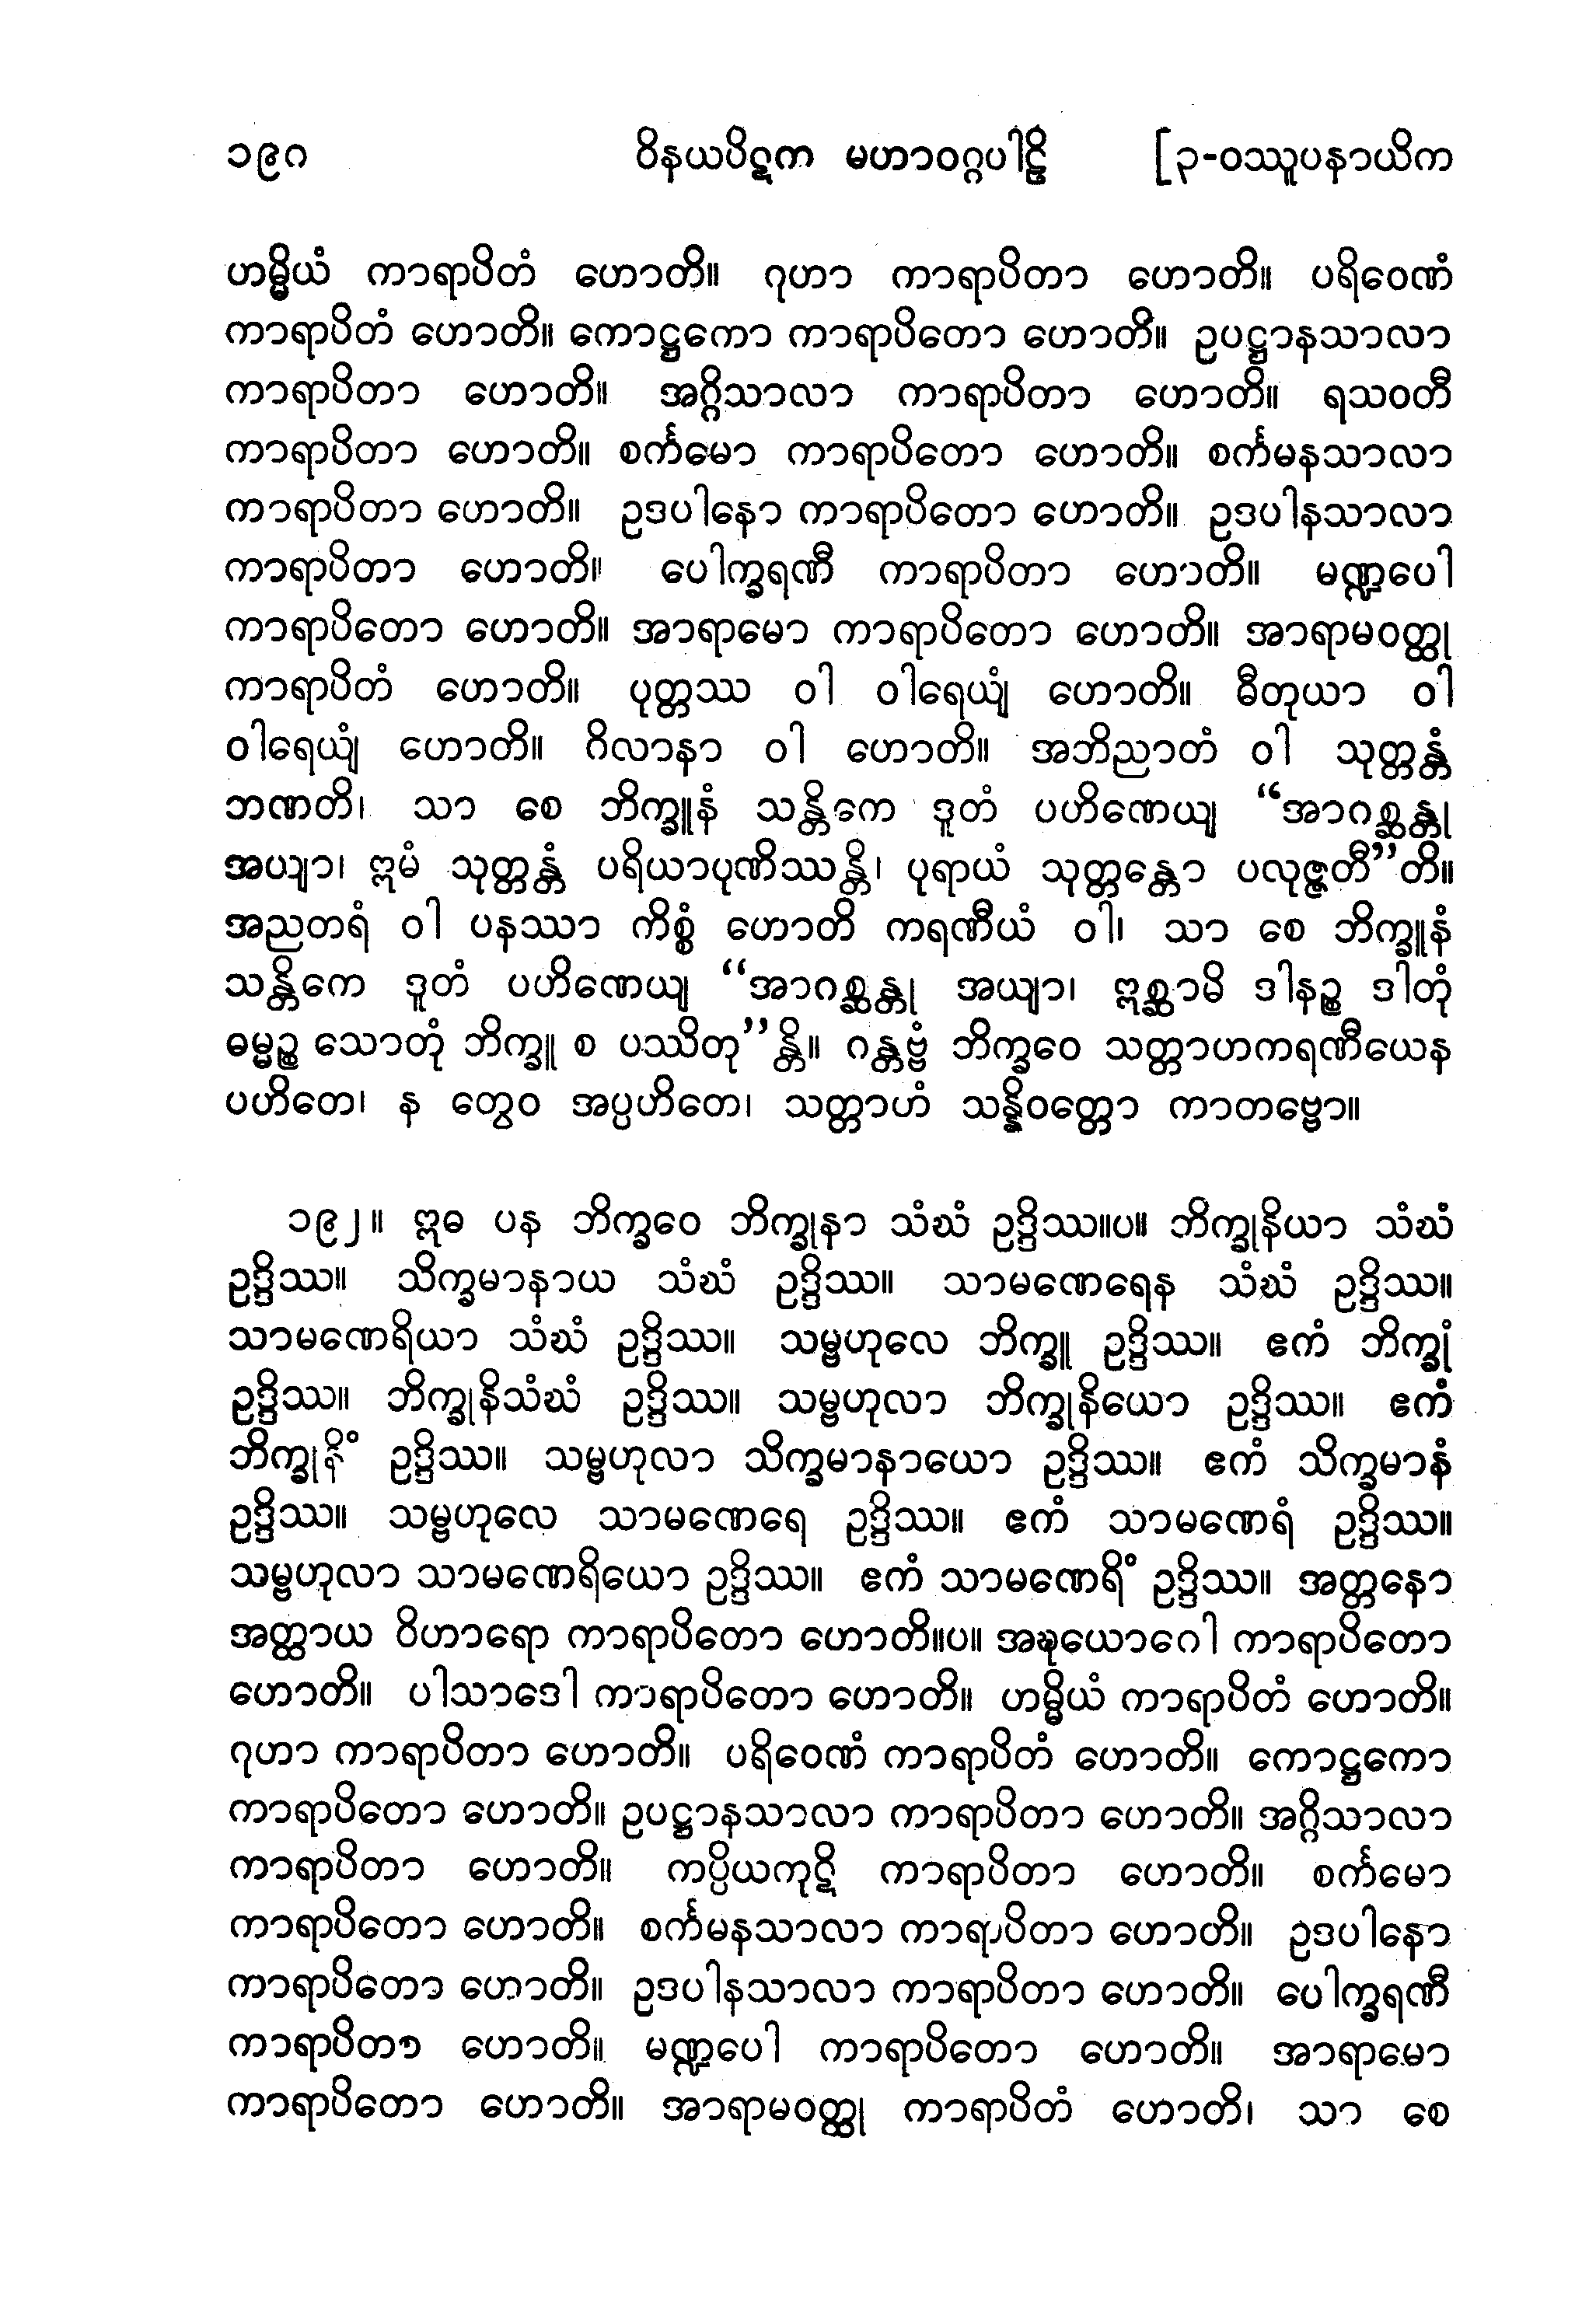 ၁၉၈ ဝိနယပိဋက မဟာဝဂ္ဂပါဠိ [၃-ဝဿူပနာယိက
ဟမ္မိယံ ကာရာပိတံ ဟောတိ။ ဂုဟာ ကာရာပိတာ ဟောတိ။ ပရိဝေဏံ
ကာရာပိတံ ဟောတိ။ ကောဋ္ဌကော ကာရာပိတော ဟောတိ။ ဥပဋ္ဌာနသာလာ
ကာရာပိတာ ဟောတိ။ အဂ္ဂိသာလာ ကာရာပိတာ ဟောတိ။ ရသဝတီ
ကာရာပိတာ ဟောတိ။ စင်္ကမော ကာရာပိတော ဟောတိ။ စင်္ကမနသာလာ
ကာရာပိတာ ဟောတိ။ ဥဒပါနော ကာရာပိတော ဟောတိ။ ဥဒပါနသာလာ
ကာရာပိတာ ဟောတိ။ ပေါက္ခရဏီ ကာရာပိတာ ဟောတိ။ မဏ္ဍပေါ
ကာရာပိတော ဟောတိ။ အာရာမော ကာရာပိတော ဟောတိ။ အာရာမဝတ္ထု
ကာရာပိတံ ဟောတိ။ ပုတ္တဿ ဝါ ဝါရေယျံ ဟောတိ။ ဓီတုယာ ဝါ
ဝါရေယျံ ဟောတိ။ ဂိလာနာ ဝါ ဟောတိ။ အဘိညာတံ ဝါ သုတ္တန္တံ
ဘဏတိ၊ သာ စေ ဘိက္ခူနံ သန္တိကေ ဒူတံ ပဟိဏေယျ “အာဂစ္ဆန္တု
အယျာ၊ ဣမံ သုတ္တန္တံ ပရိယာပုဏိဿန္တိ၊ ပုရာယံ သုတ္တန္တော ပလုဇ္ဇတီ”တိ။
အညတရံ ဝါ ပနဿာ ကိစ္စံ ဟောတိ ကရဏီယံ ဝါ၊ သာ စေ ဘိက္ခူနံ
သန္တိကေ ဒူတံ ပဟိဏေယျ “အာဂစ္ဆန္တု အယျာ၊ ဣစ္ဆာမိ ဒါနဉ္စ ဒါတုံ
ဓမ္မဉ္စ သောတုံ ဘိက္ခူ စ ပဿိတု”န္တိ။ ဂန္တဗ္ဗံ ဘိက္ခဝေ သတ္တာဟကရဏီယေန
ပဟိတေ၊ န တွေဝ အပ္ပဟိတေ၊ သတ္တာဟံ သန္နိဝတ္တော ကာတဗ္ဗော။
၁၉၂။ ဣဓ ပန ဘိက္ခဝေ ဘိက္ခုနာ သံဃံ ဥဒ္ဒိဿ။ပ။ ဘိက္ခုနိယာ သံဃံ
ဥဒ္ဒိဿ။ သိက္ခမာနာယ သံဃံ ဥဒ္ဒိဿ။ သာမဏေရေန သံဃံ ဥဒ္ဒိဿ။
သာမဏေရိယာ သံဃံ ဥဒ္ဒိဿ။ သမ္ဗဟုလေ ဘိက္ခူ ဥဒ္ဒိဿ။ ဧကံ ဘိက္ခုံ
ဥဒ္ဒိဿ။ ဘိက္ခုနိသံဃံ ဥဒ္ဒိဿ။ သမ္ဗဟုလာ ဘိက္ခုနိယော ဥဒ္ဒိဿ။ ဧကံ
ဘိက္ခုနိံ ဥဒ္ဒိဿ။ သမ္ဗဟုလာ သိက္ခမာနာယော ဥဒ္ဒိဿ။ ဧကံ သိက္ခမာနံ
ဥဒ္ဒိဿ။ သမ္ဗဟုလေ သာမဏေရေ ဥဒ္ဒိဿ။ ဧကံ သာမဏေရံ ဥဒ္ဒိဿ။
သမ္ဗဟုလာ သာမဏေရိယော ဥဒ္ဒိဿ။ ဧကံ သာမဏေရိံ ဥဒ္ဒိဿ။ အတ္တနော
အတ္ထာယ ဝိဟာရော ကာရာပိတော ဟောတိ။ပ။ အဍ္ဎယောဂေါ ကာရာပိတော
ဟောတိ။ ပါသာဒေါ ကာရာပိတော ဟောတိ။ ဟမ္မိယံ ကာရာပိတံ ဟောတိ။
ဂုဟာ ကာရာပိတာ ဟောတိ။ ပရိဝေဏံ ကာရာပိတံ ဟောတိ။ ကောဋ္ဌကော
ကာရာပိတော ဟောတိ။ ဥပဋ္ဌာနသာလာ ကာရာပိတာ ဟောတိ။ အဂ္ဂိသာလာ
ကာရာပိတာ ဟောတိ။ ကပ္ပိယကုဋိ ကာရာပိတာ ဟောတိ။ စင်္ကမော
ကာရာပိတော ဟောတိ။ စင်္ကမနသာလာ ကာရာပိတာ ဟောတိ။ ဥဒပါနော
ကာရာပိတော ဟောတိ။ ဥဒပါနသာလာ ကာရာပိတာ ဟောတိ။ ပေါက္ခရဏီ
ကာရာပိတာ ဟောတိ။ မဏ္ဍပေါ ကာရာပိတော ဟောတိ။ အာရာမော
ကာရာပိတော ဟောတိ။ အာရာမဝတ္ထု ကာရာပိတံ ဟောတိ၊ သာ စေ